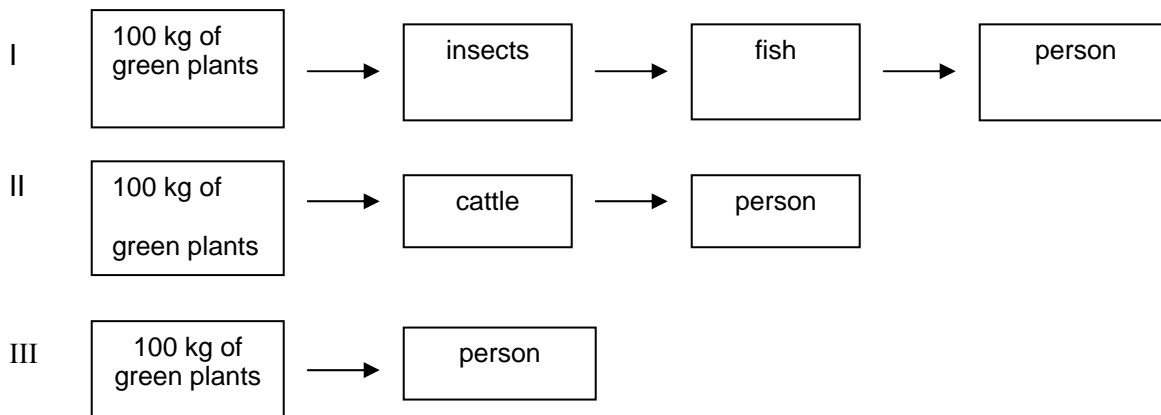 I
100 kg of
green plants
insects
fish
person
II
100 kg of
green plants
cattle
person
III
100 kg of
green plants
person